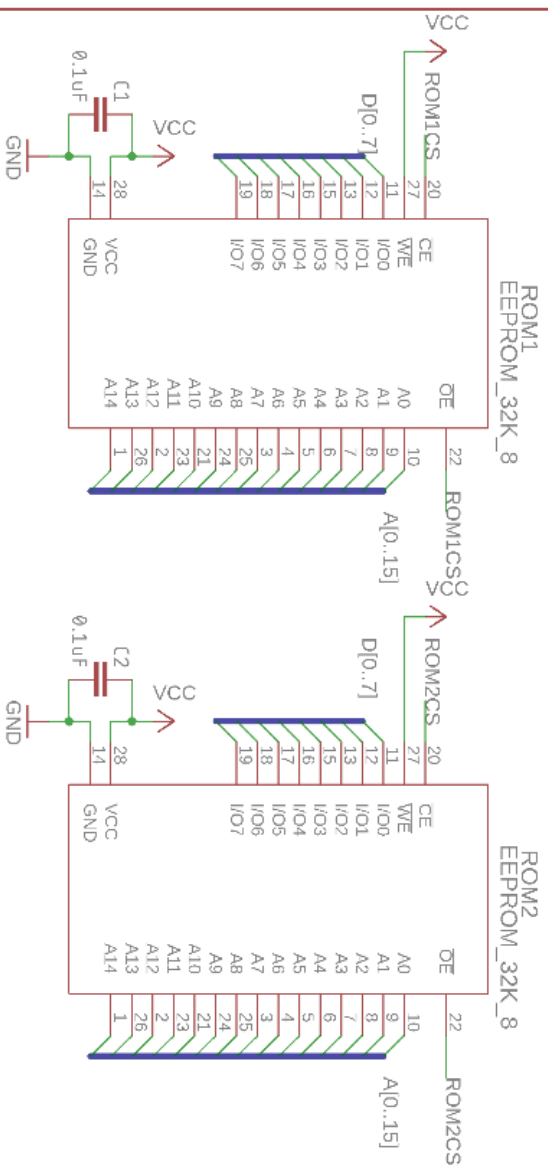 ROM1
EEPROM_32K_8
VCC
ROM1CS
20
27
CE
WE
D[0..7]
11
12
13
15
16
17
18
19
I/O0
I/O1
I/O2
I/O3
I/O4
I/O5
I/O6
I/O7
VCC
C1
0.1uF
28
14
VCC
GND
GND
OE
22
ROM1CS
A0
A1
A2
A3
A4
A5
A6
A7
A8
A9
A10
A11
A12
A13
A14
10
9
8
7
6
5
4
3
25
24
21
23
2
26
1
A[0..15]
ROM2
EEPROM_32K_8
VCC
ROM2CS
20
27
CE
WE
D[0..7]
11
12
13
15
16
17
18
19
I/O0
I/O1
I/O2
I/O3
I/O4
I/O5
I/O6
I/O7
VCC
C2
0.1uF
28
14
VCC
GND
GND
OE
22
ROM2CS
A0
A1
A2
A3
A4
A5
A6
A7
A8
A9
A10
A11
A12
A13
A14
10
9
8
7
6
5
4
3
25
24
21
23
2
26
1
A[0..15]